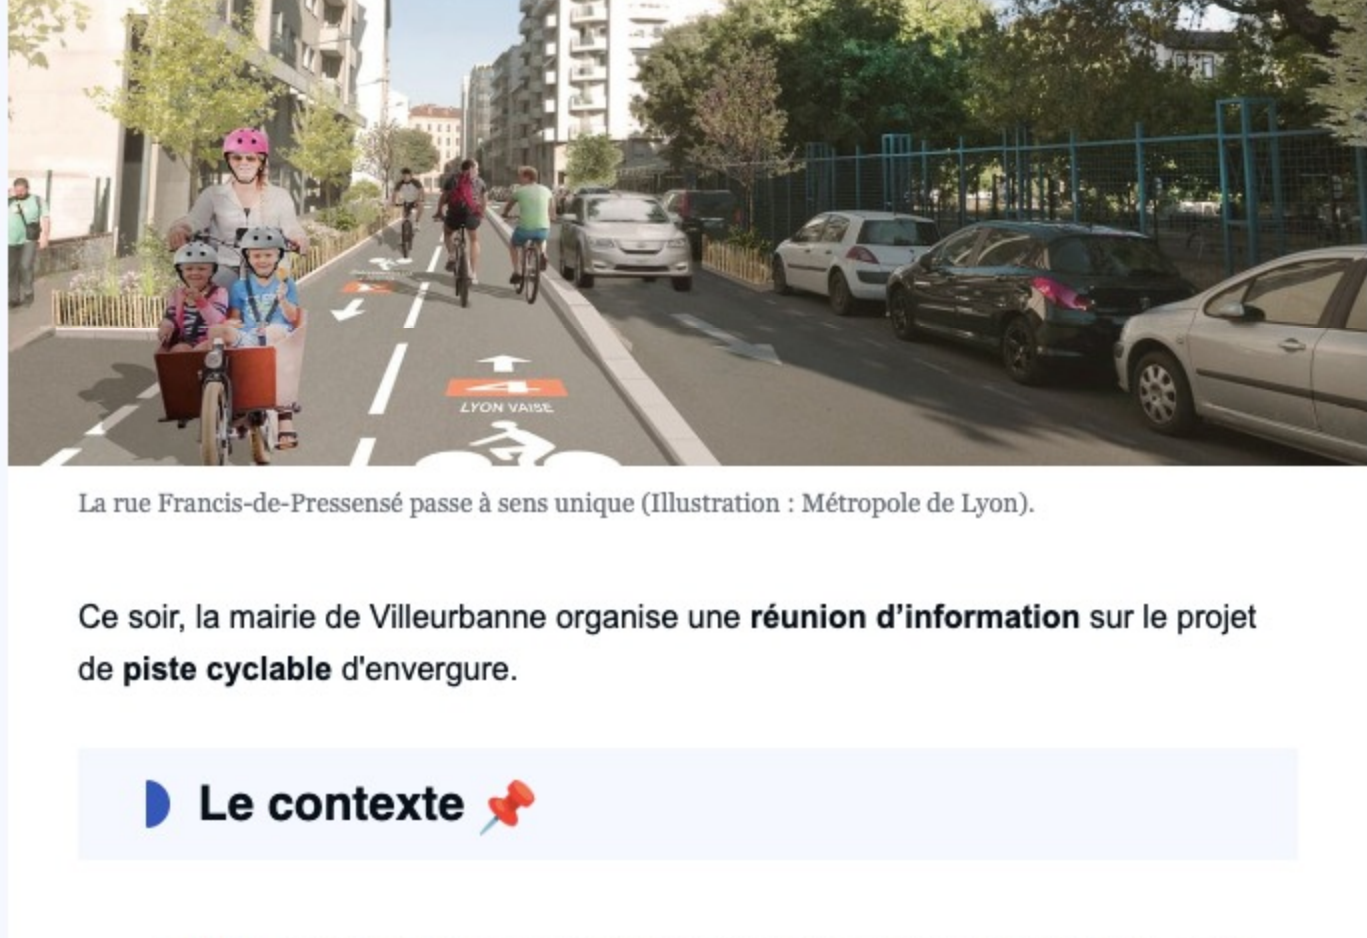 4
LYON VAISE
La rue Francis-de-Pressensé passe à sens unique (Illustration : Métropole de Lyon).
Ce soir, la mairie de Villeurbanne organise une réunion d’information sur le projet
de piste cyclable d'envergure.
Le contexte